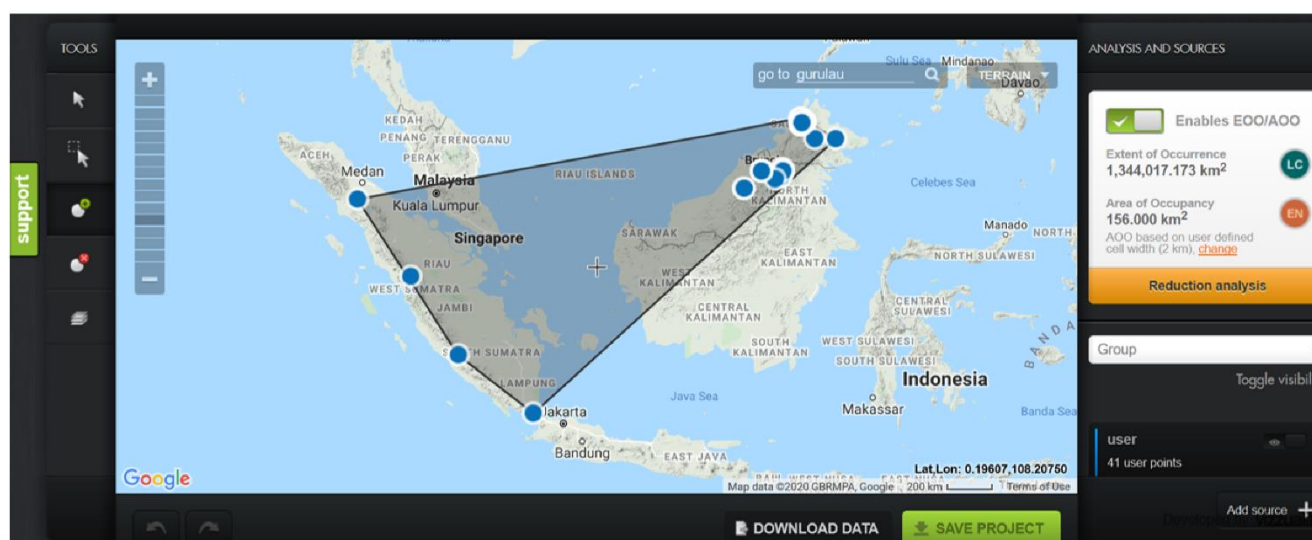 TOOLS
support
go to gurulau
TERRAIN
Sulu Sea
Mindanao
Davao
KEDAH
PENANG
TERENGGANU
ACEH
PERAK
Medan
Malaysia
Kuala Lumpur
RIAU ISLANDS
Celebes Sea
NORTH
KALIMANTAN
SARAWAK
Singapore
Manado
NORTH
RIAU
EAST
KALIMANTAN
NORTH SULAWESI
WEST SUMATRA
WEST
KALIMANTAN
JAMBI
CENTRAL
KALIMANTAN
CENTRAL
SULAWESI
SOUTH
KALIMANTAN
WEST SULAWESI
SOUTH SULAWESI
H SUMATRA
LAMPUNG
Indonesia
BANDA
Java Sea
Makassar
Banda Sea
Jakarta
Bandung
EAST JAVA
Lat,Lon: 0.19607,108.20750
Google
Map data ©2020 GBRMPA, Google
200 km
Terms of Use
DOWNLOAD DATA
SAVE PROJECT
ANALYSIS AND SOURCES
Enables EOO/AOO
Extent of Occurrence
1,344,017.173 km²
LC
Area of Occupancy
156.000 km²
EN
AOO based on user defined
cell width (2 km), change
Reduction analysis
Group
Toggle visibil
user
41 user points
Add source +